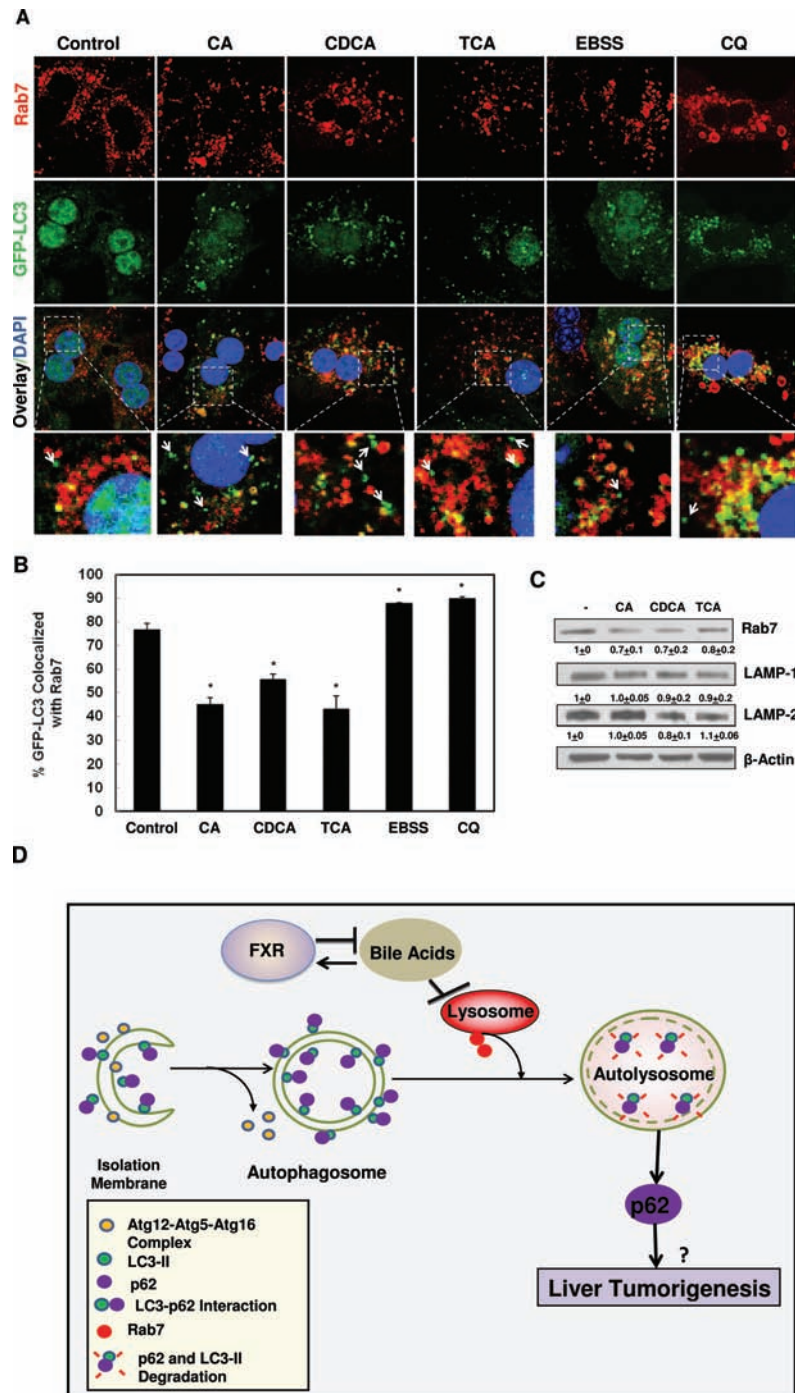 A
Control CA CDCA TCA EBSS CQ
Rab7
GFP-LC3
Overlay/DAPI
B
% GFP-LC3 Colocalized
with Rab7
100
90
80
70
60
50
40
30
20
10
0
* * * * *
Control CA CDCA TCA EBSS CQ
C
- CA CDCA TCA
Rab7
1±0 0.7±0.1 0.7±0.2 0.8±0.2
LAMP-1
1±0 1.0±0.05 0.9±0.2 0.9±0.2
LAMP-2
1±0 1.0±0.05 0.8±0.1 1.1±0.06
β-Actin
D
FXR
Bile Acids
Lysosome
Autolysosome
Isolation
Membrane
Autophagosome
p62
?
Liver Tumorigenesis
Atg12-Atg5-Atg16
Complex
LC3-II
p62
LC3-p62 Interaction
Rab7
p62 and LC3-II
Degradation